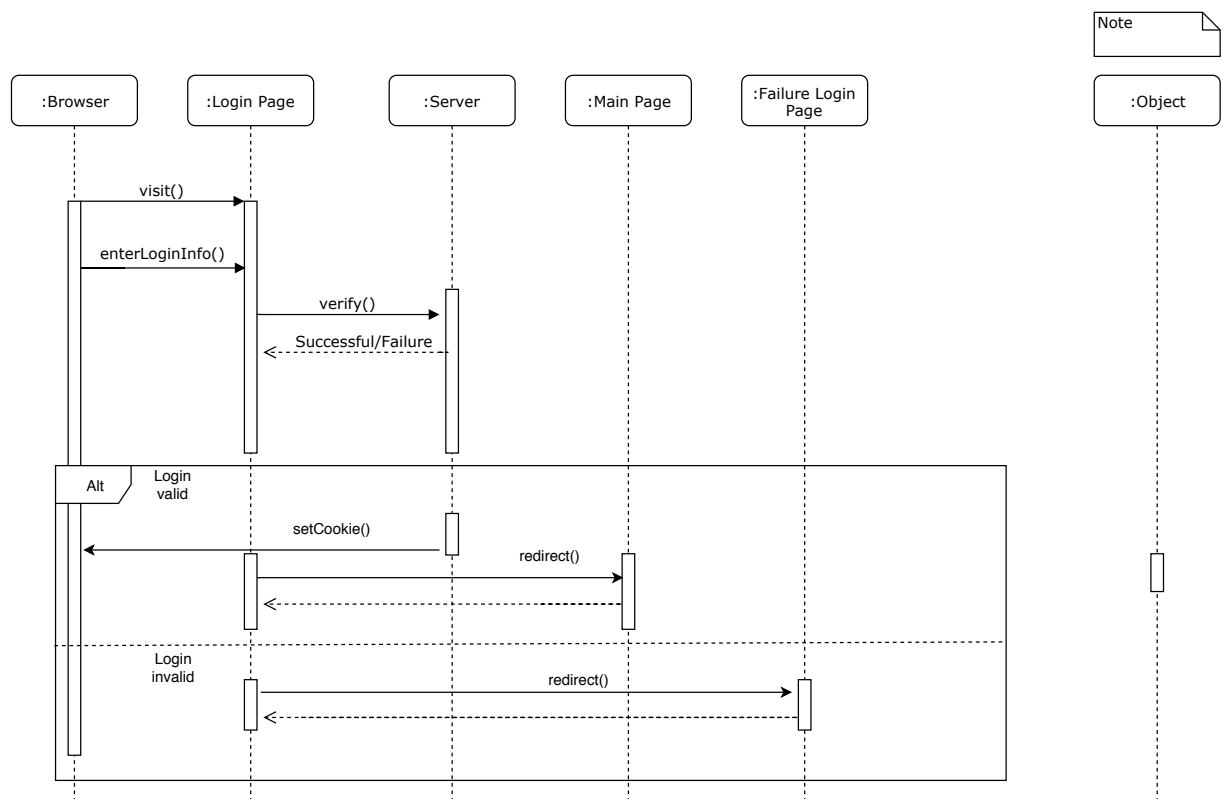 Note
:Browser
:Login Page
:Server
:Main Page
:Failure Login
Page
:Object
visit()
enterLoginInfo()
verify()
Successful/Failure
Alt
Login
valid
setCookie()
redirect()
Login
invalid
redirect()